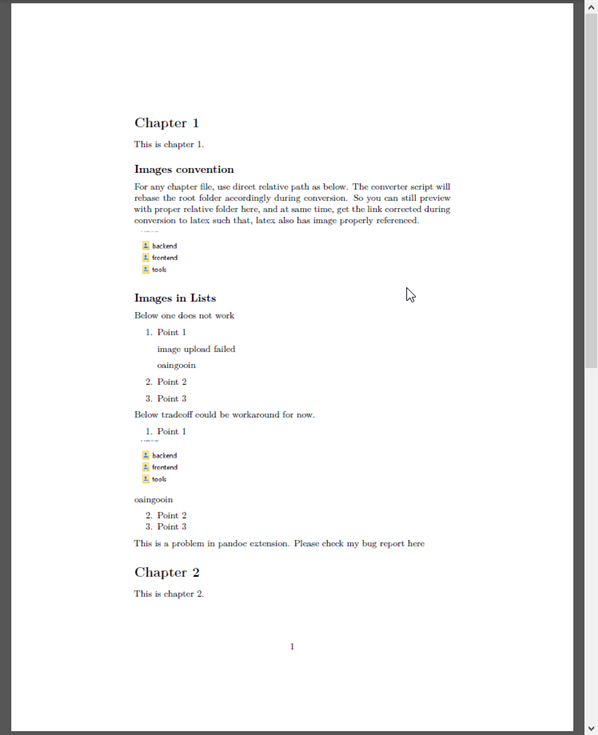 Chapter 1
This is chapter 1.
Images convention
For any chapter file, use direct relative path as below. The converter script will
rebase the root folder accordingly during conversion. So you can still preview
with proper relative folder here, and at same time, get the link corrected during
conversion to latex such that, latex also has image properly referenced.
backend
frontend
tools
Images in Lists
Below one does not work
1. Point 1
image upload failed
oaingooin
2. Point 2
3. Point 3
Below tradeoff could be workaround for now.
1. Point 1
backend
frontend
tools
oaingooin
2. Point 2
3. Point 3
This is a problem in pandoc extension. Please check my bug report here
Chapter 2
This is chapter 2.
1